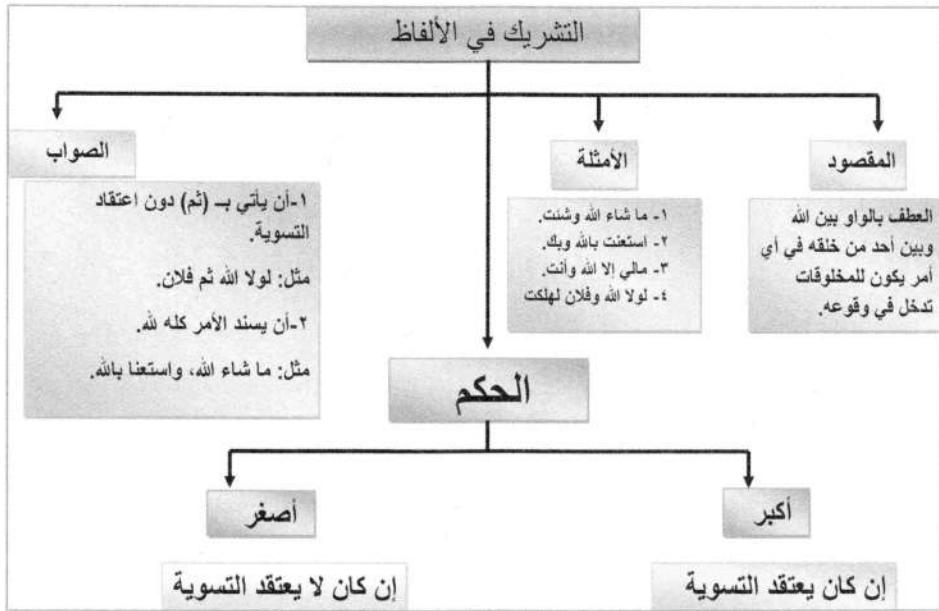 التشريك في الألفاظ
المقصود
العطف بالواو بين الله
وبين أحد من خلقه في أي
أمر يكون للمخلوقات
تدخل في وقوعه.
الأمثلة
١- ما شاء الله وشئت.
٢- استعنت بالله وبك.
٣- مالي إلا الله وأنت.
٤- لولا الله وفلان لهلكت
الصواب
١-أن يأتي بـ (ثم) دون اعتقاد
التسوية.
مثل: لولا الله ثم فلان.
٢-أن يسند الأمر كله لله.
مثل: ما شاء الله، واستعنا بالله.
الحكم
أكبر
إن كان يعتقد التسوية
أصغر
إن كان لا يعتقد التسوية